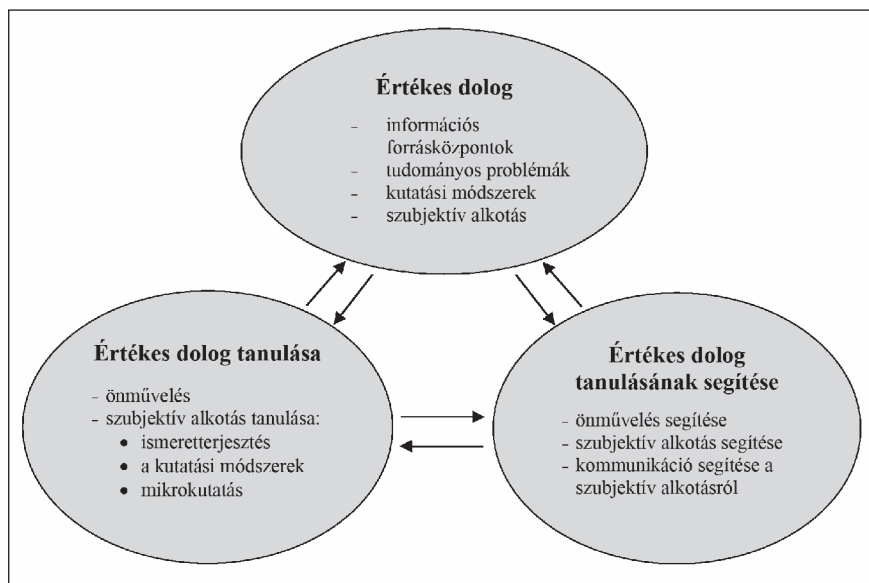 Értékes dolog
- információs
forrásközpontok
- tudományos problémák
- kutatási módszerek
- szubjektív alkotás
Értékes dolog tanulása
- önművelés
- szubjektív alkotás tanulása:
• ismeretterjesztés
• a kutatási módszerek
• mikrokutatás
Értékes dolog
tanulásának segítése
- önművelés segítése
- szubjektív alkotás segítése
- kommunikáció segítése a
szubjektív alkotásról